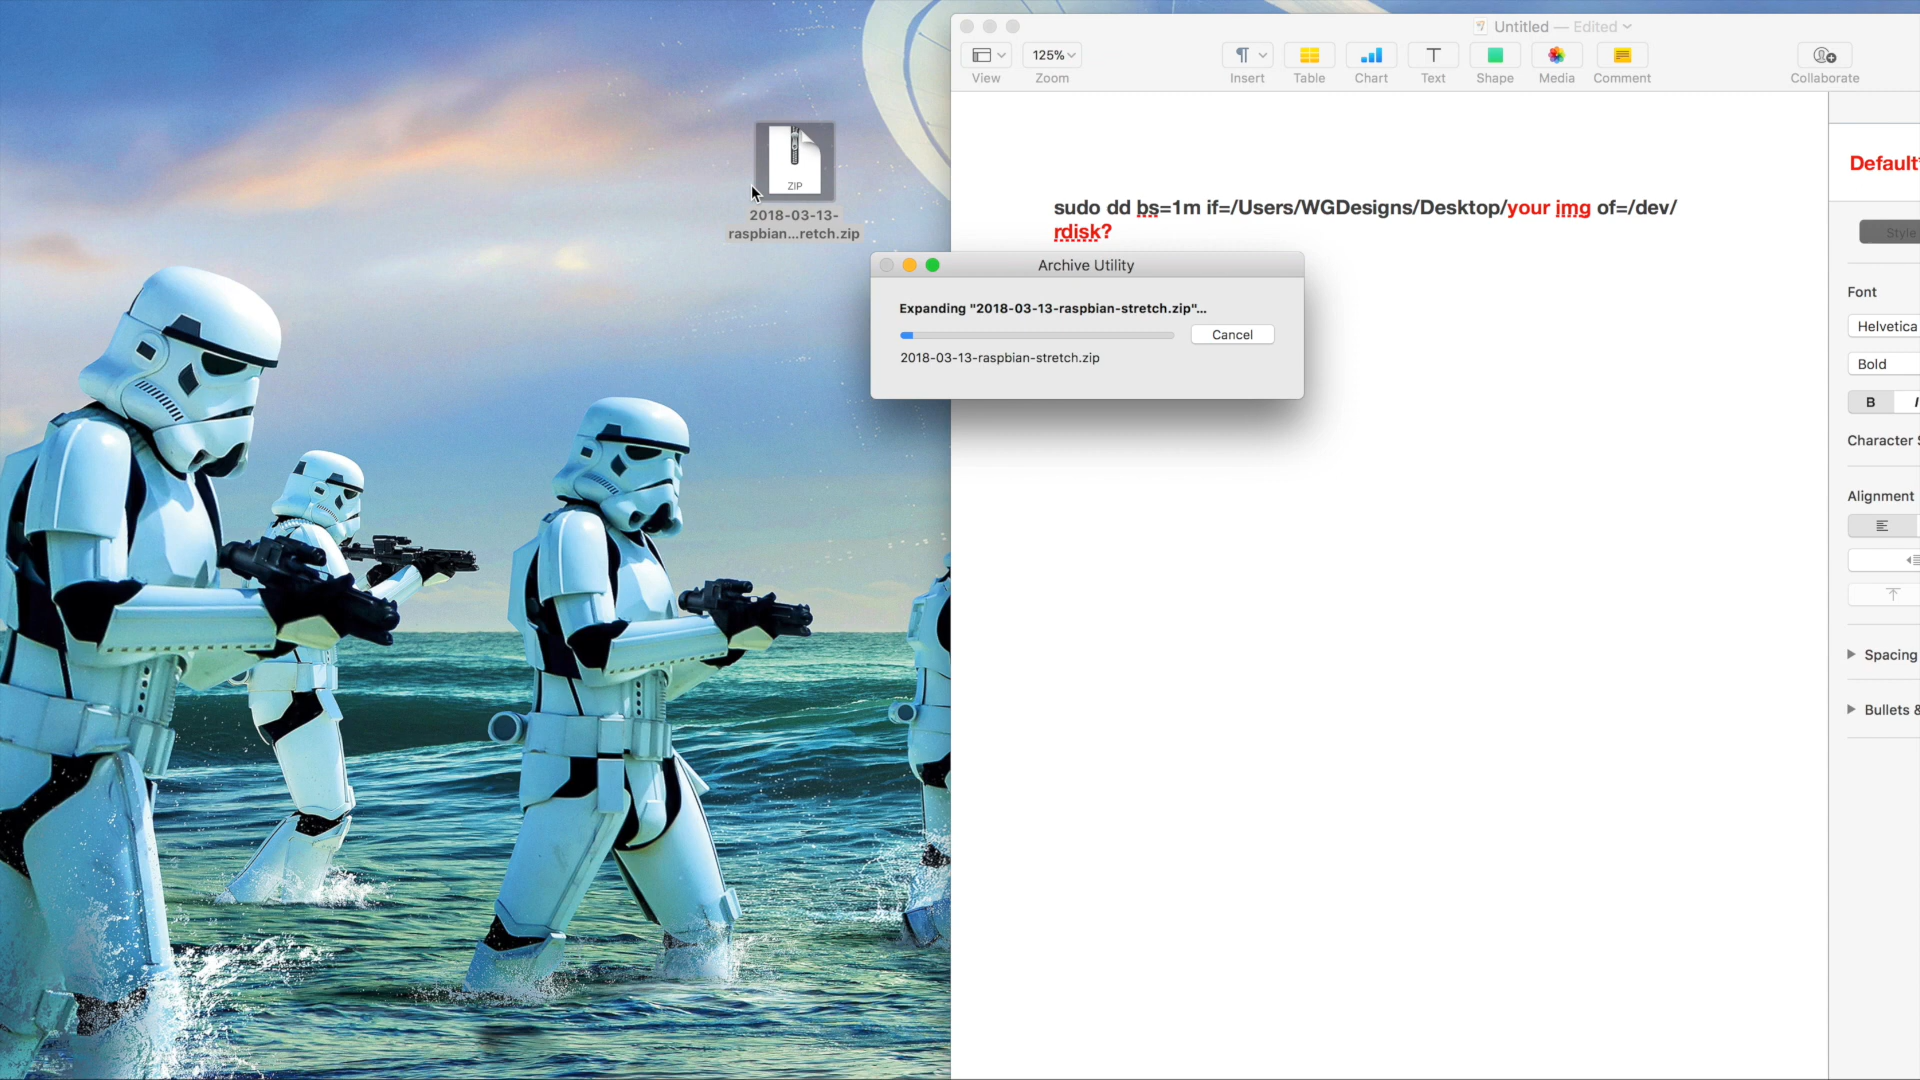 ZIP
2018-03-13-
raspbian...retch.zip
Untitled — Edited
View
125%
Zoom
Insert
Table
Chart
Text
Shape
Media
Comment
Collaborate
sudo dd bs=1m if=/Users/WGDesigns/Desktop/your img of=/dev/
rdisk?
Archive Utility
Expanding "2018-03-13-raspbian-stretch.zip"...
Cancel
2018-03-13-raspbian-stretch.zip
Default*
Style
Font
Helvetica
Bold
B I
Character S
Alignment
Spacing
Bullets &